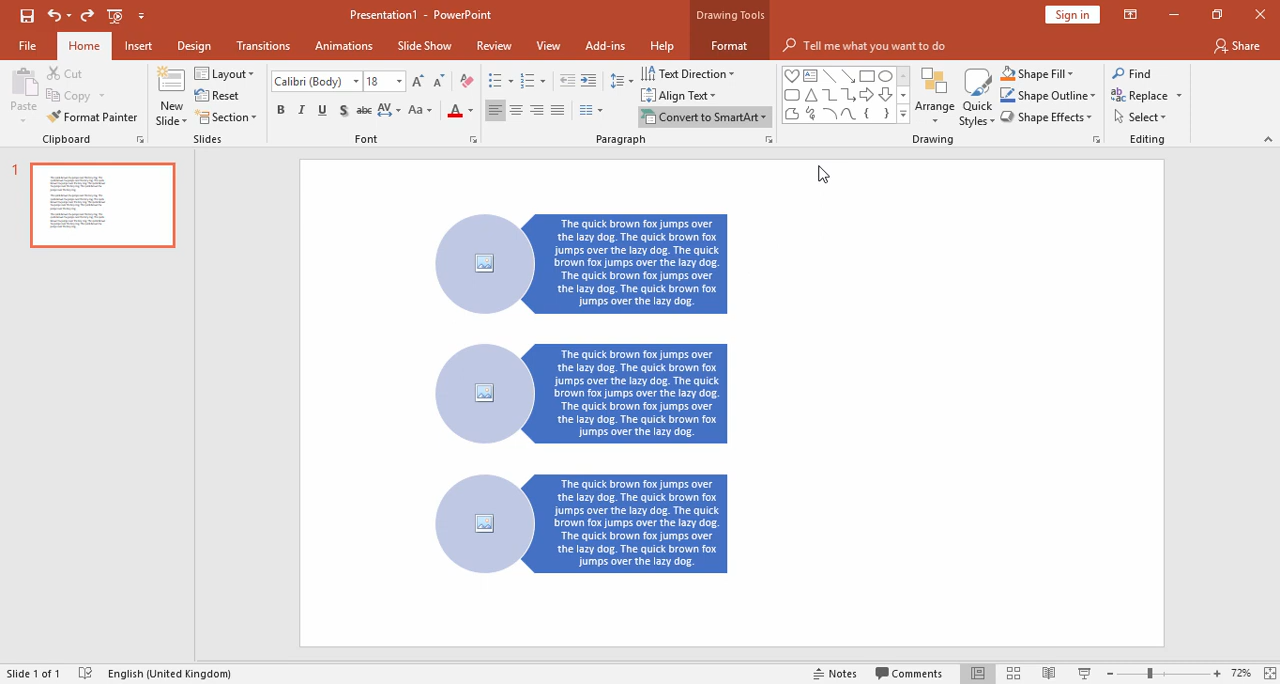 Presentation1 - PowerPoint
Drawing Tools
Sign in
File Home Insert Design Transitions Animations Slide Show Review View Add-ins Help Format Tell me what you want to do Share
Paste
Cut
Copy
Format Painter
Clipboard
New Slide
Layout
Reset
Section
Slides
Calibri (Body) 18
B I U S abc AV Aa A
Font
Text Direction
Align Text
Convert to SmartArt
Paragraph
Arrange
Quick Styles
Shape Fill
Shape Outline
Shape Effects
Drawing
Find
Replace
Select
Editing
1
The quick brown fox jumps over
the lazy dog. The quick brown fox
jumps over the lazy dog. The quick
brown fox jumps over the lazy dog.
The quick brown fox jumps over
the lazy dog. The quick brown fox
jumps over the lazy dog.
The quick brown fox jumps over
the lazy dog. The quick brown fox
jumps over the lazy dog. The quick
brown fox jumps over the lazy dog.
The quick brown fox jumps over
the lazy dog. The quick brown fox
jumps over the lazy dog.
The quick brown fox jumps over
the lazy dog. The quick brown fox
jumps over the lazy dog. The quick
brown fox jumps over the lazy dog.
The quick brown fox jumps over
the lazy dog. The quick brown fox
jumps over the lazy dog.
Slide 1 of 1 English (United Kingdom) Notes Comments 72%